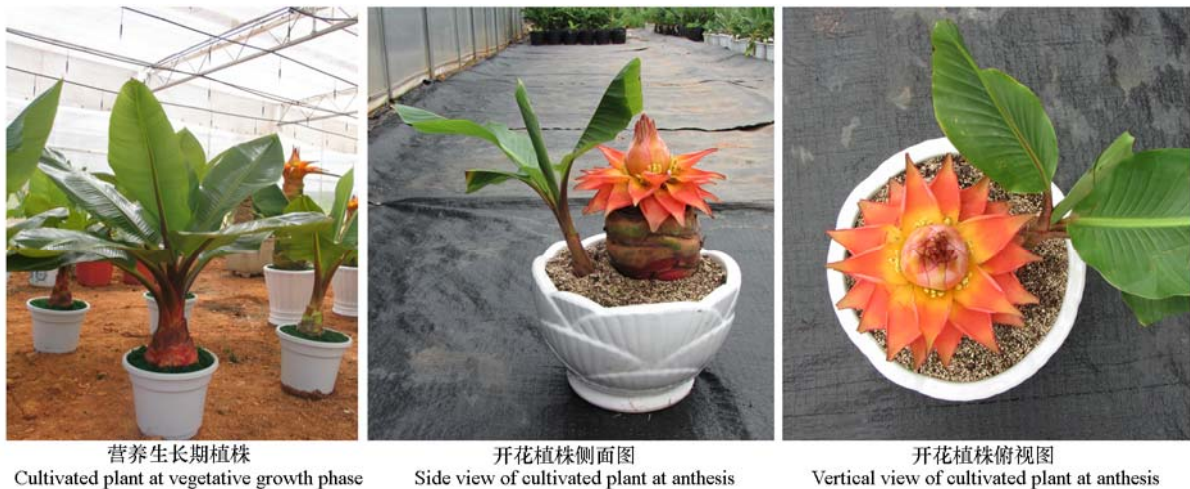 营养生长期植株
Cultivated plant at vegetative growth phase
开花植株侧面图
Side view of cultivated plant at anthesis
开花植株俯视图
Vertical view of cultivated plant at anthesis